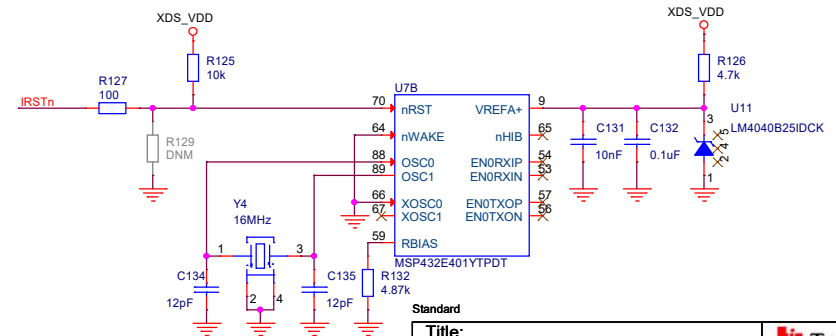 XDS_VDD
XDS_VDD
R125
10k
R126
4.7k
R127
100
IRSTn
R129
DNM
U7B
70
nRST
VREFA+
9
64
nWAKE
nHIB
65
88
OSC0
EN0RXIP
54
89
OSC1
EN0RXIN
53
66
XOSC0
EN0TXOP
57
67
XOSC1
EN0TXON
56
59
RBIAS
MSP432E401YTPDT
C131
10nF
C132
0.1uF
U11
LM4040B25IDCK
3
5
4
2
1
Y4
16MHz
1
3
2
4
C134
12pF
C135
12pF
R132
4.87k
Standard
Title: